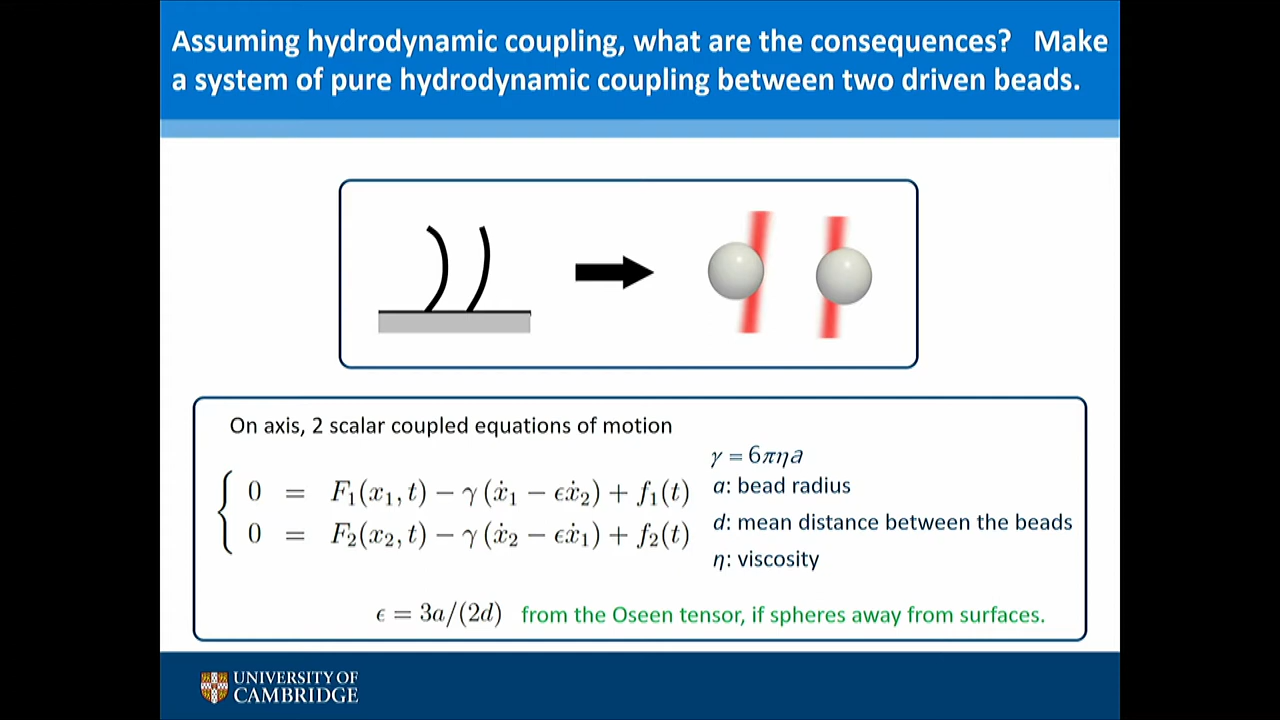 Assuming hydrodynamic coupling, what are the consequences? Make
a system of pure hydrodynamic coupling between two driven beads.
On axis, 2 scalar coupled equations of motion
0 = F₁(x₁, t) − γ (ẋ₁ − ϵẋ₂) + f₁(t)
0 = F₂(x₂, t) − γ (ẋ₂ − ϵẋ₁) + f₂(t)
γ = 6πηa
a: bead radius
d: mean distance between the beads
η: viscosity
ϵ = 3a/(2d) from the Oseen tensor, if spheres away from surfaces.
UNIVERSITY OF
CAMBRIDGE